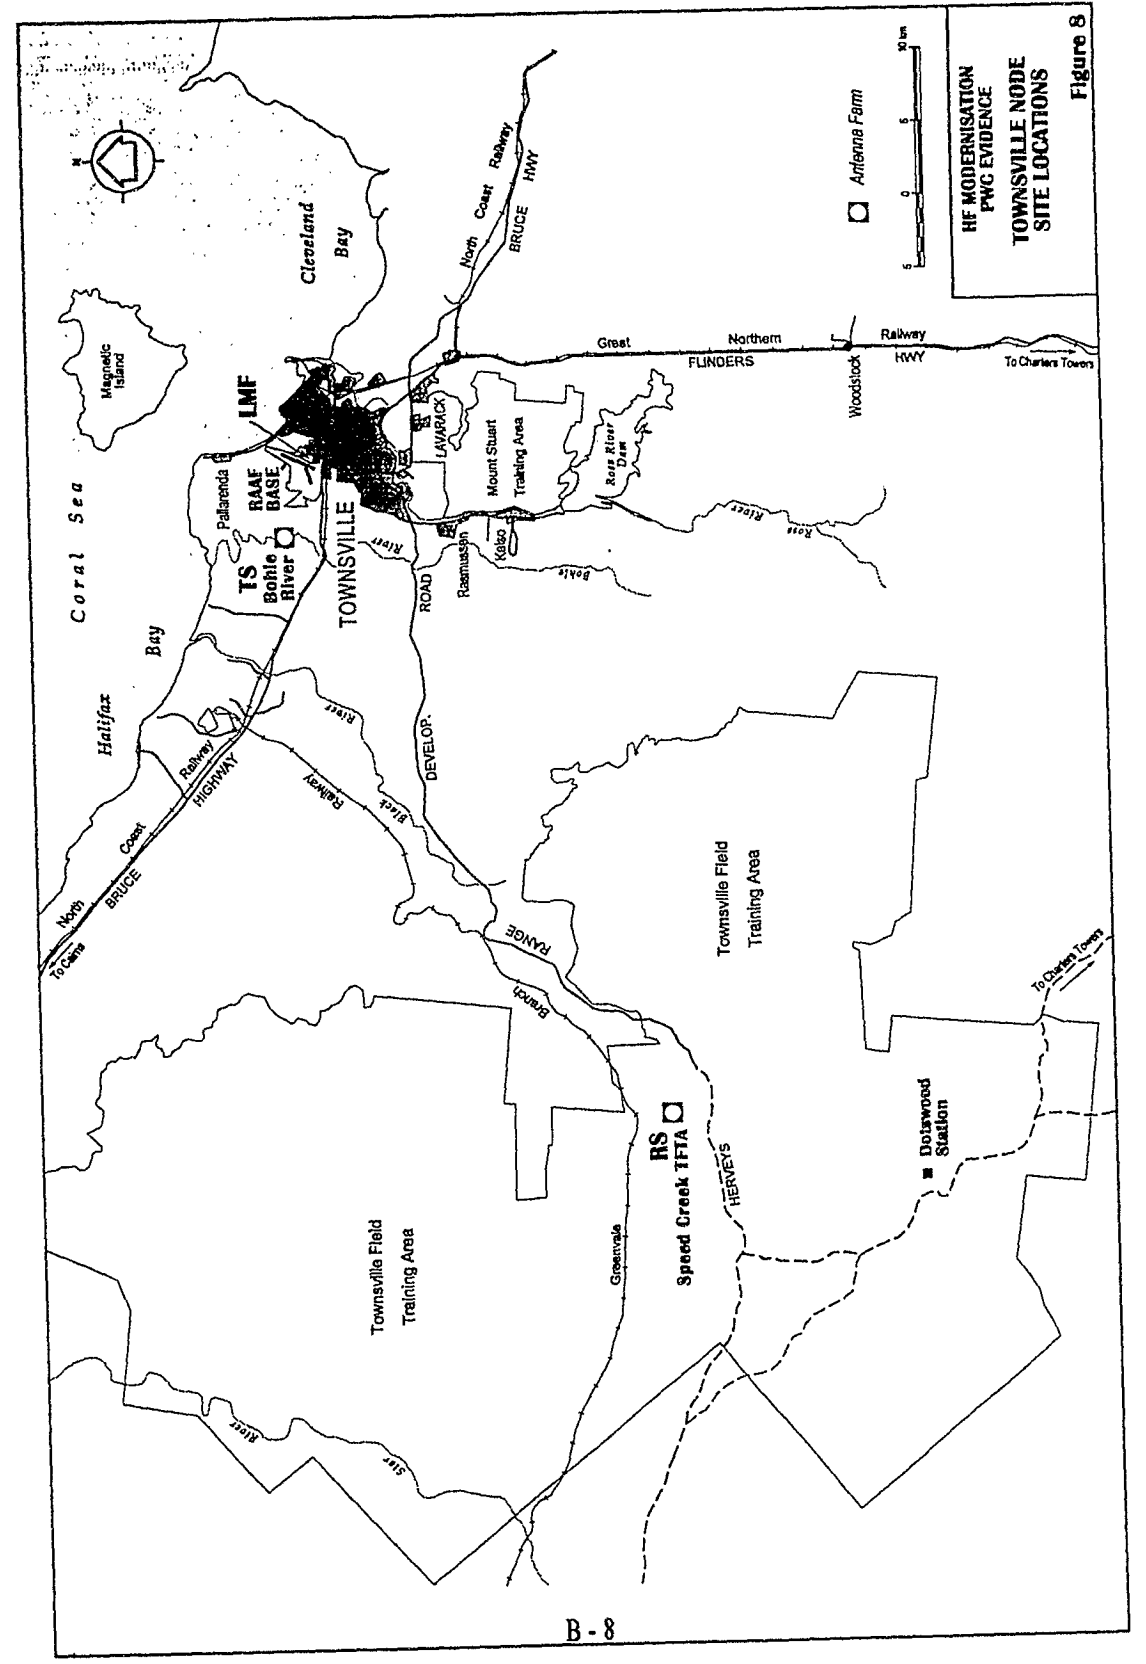 Coral Sea
Halifax
Bay
Magnetic
Island
Cleveland
Bay
N
Pallarenda
LMF
RAAF
BASE
TS
Bohle
River
TOWNSVILLE
River
Bohle
LAVARACK
Mount Stuart
Training Area
Rasmussen
Kelso
Ross River
Dam
River
Ross
North
Coast
Railway
BRUCE
HWY
Great
Northern
Railway
FLINDERS
HWY
Woodstock
To Charters Towers
To Cairns
North
Coast
Railway
BRUCE
HIGHWAY
River
Black
Railway
Branch
Greenvale
ROAD
DEVELOP.
RANGE
HERVEYS
Townsville Field
Training Area
Townsville Field
Training Area
River
Star
RS
Speed Creek TFTA
Dotswood
Station
To Charters Towers
Antenna Farm
5
0
5
10 km
HF MODERNISATION
PWC EVIDENCE
TOWNSVILLE NODE
SITE LOCATIONS
Figure 8
B - 8